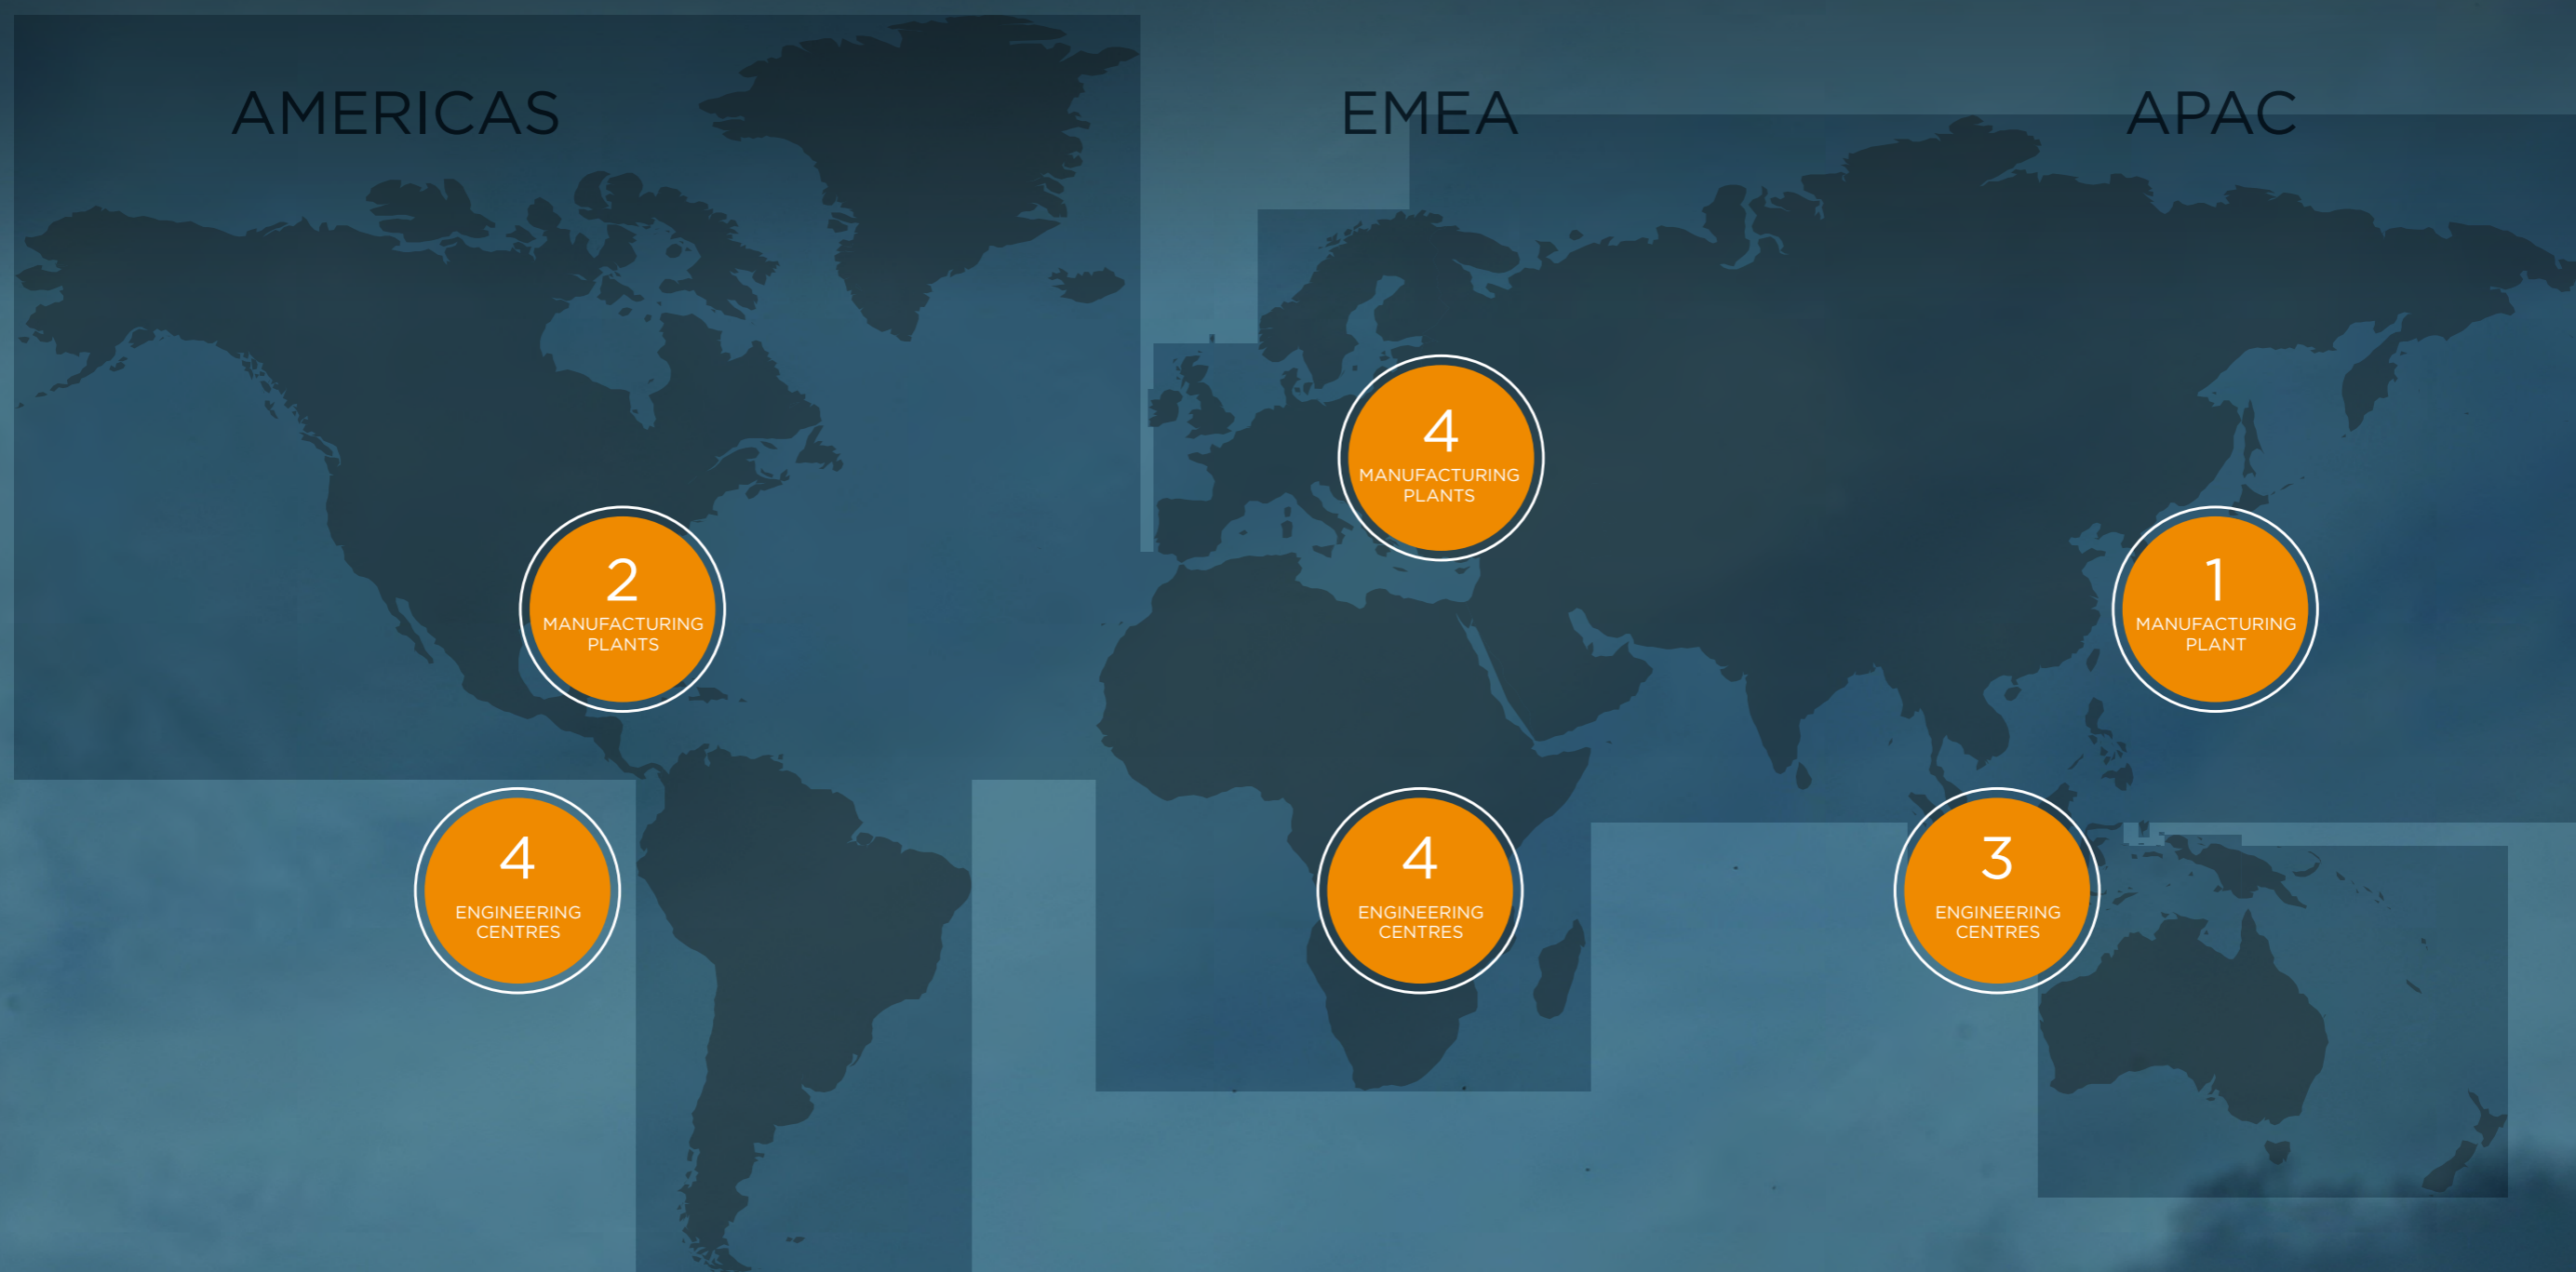 AMERICAS
EMEA
APAC
4
MANUFACTURING
PLANTS
2
MANUFACTURING
PLANTS
1
MANUFACTURING
PLANT
4
ENGINEERING
CENTRES
4
ENGINEERING
CENTRES
3
ENGINEERING
CENTRES